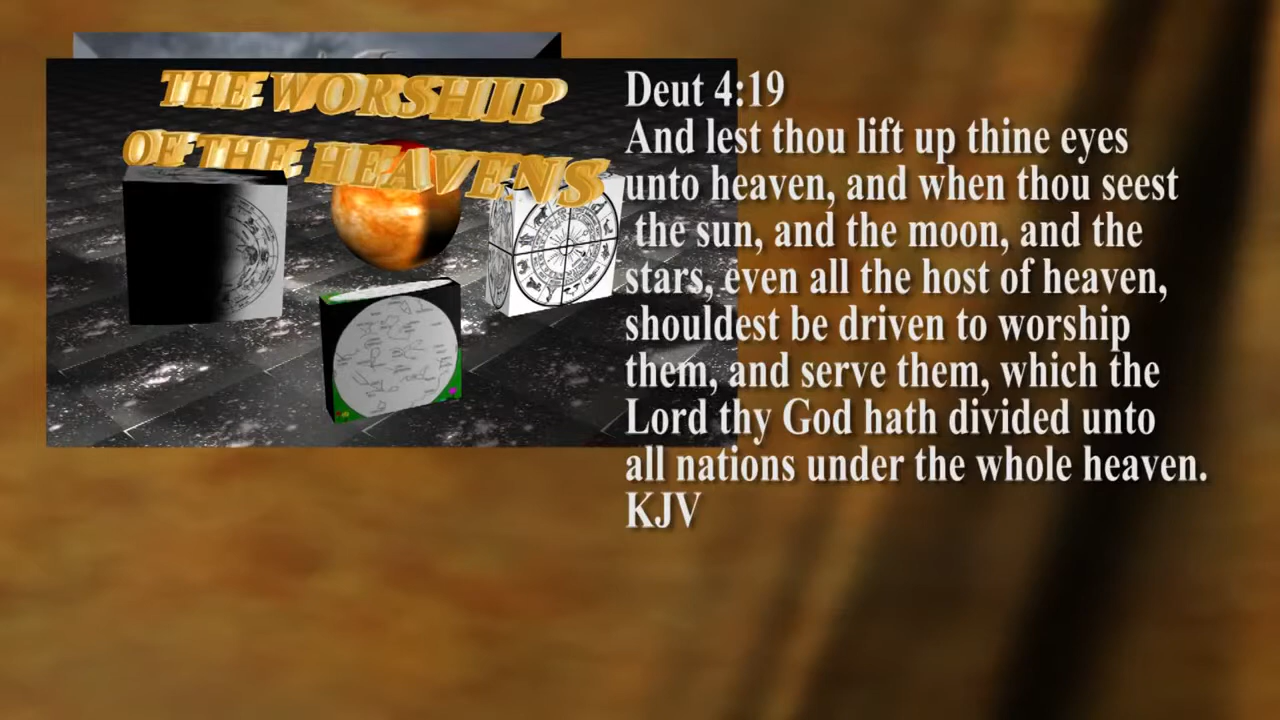 THE WORSHIP
OF THE HEAVENS
Deut 4:19
And lest thou lift up thine eyes
unto heaven, and when thou seest
the sun, and the moon, and the
stars, even all the host of heaven,
shouldest be driven to worship
them, and serve them, which the
Lord thy God hath divided unto
all nations under the whole heaven.
KJV